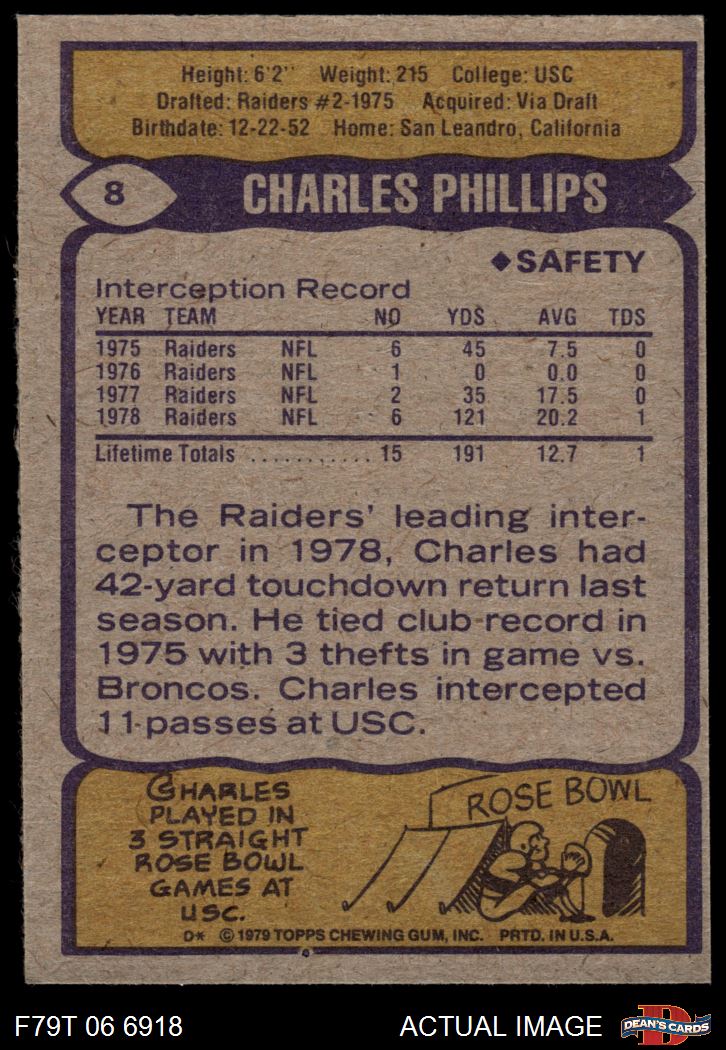 Height: 6'2" Weight: 215 College: USC
Drafted: Raiders #2-1975 Acquired: Via Draft
Birthdate: 12-22-52 Home: San Leandro, California
8 CHARLES PHILLIPS
◆SAFETY
Interception Record
YEAR TEAM NO YDS AVG TDS
1975 Raiders NFL 6 45 7.5 0
1976 Raiders NFL 1 0 0.0 0
1977 Raiders NFL 2 35 17.5 0
1978 Raiders NFL 6 121 20.2 1
Lifetime Totals ........... 15 191 12.7 1
The Raiders' leading inter-
ceptor in 1978, Charles had
42-yard touchdown return last
season. He tied club record in
1975 with 3 thefts in game vs.
Broncos. Charles intercepted
11 passes at USC.
CHARLES
PLAYED IN
3 STRAIGHT
ROSE BOWL
GAMES AT
USC.
ROSE BOWL
D* © 1979 TOPPS CHEWING GUM, INC. PRTD. IN U.S.A.
F79T 06 6918 ACTUAL IMAGE
D
DEAN'S CARDS